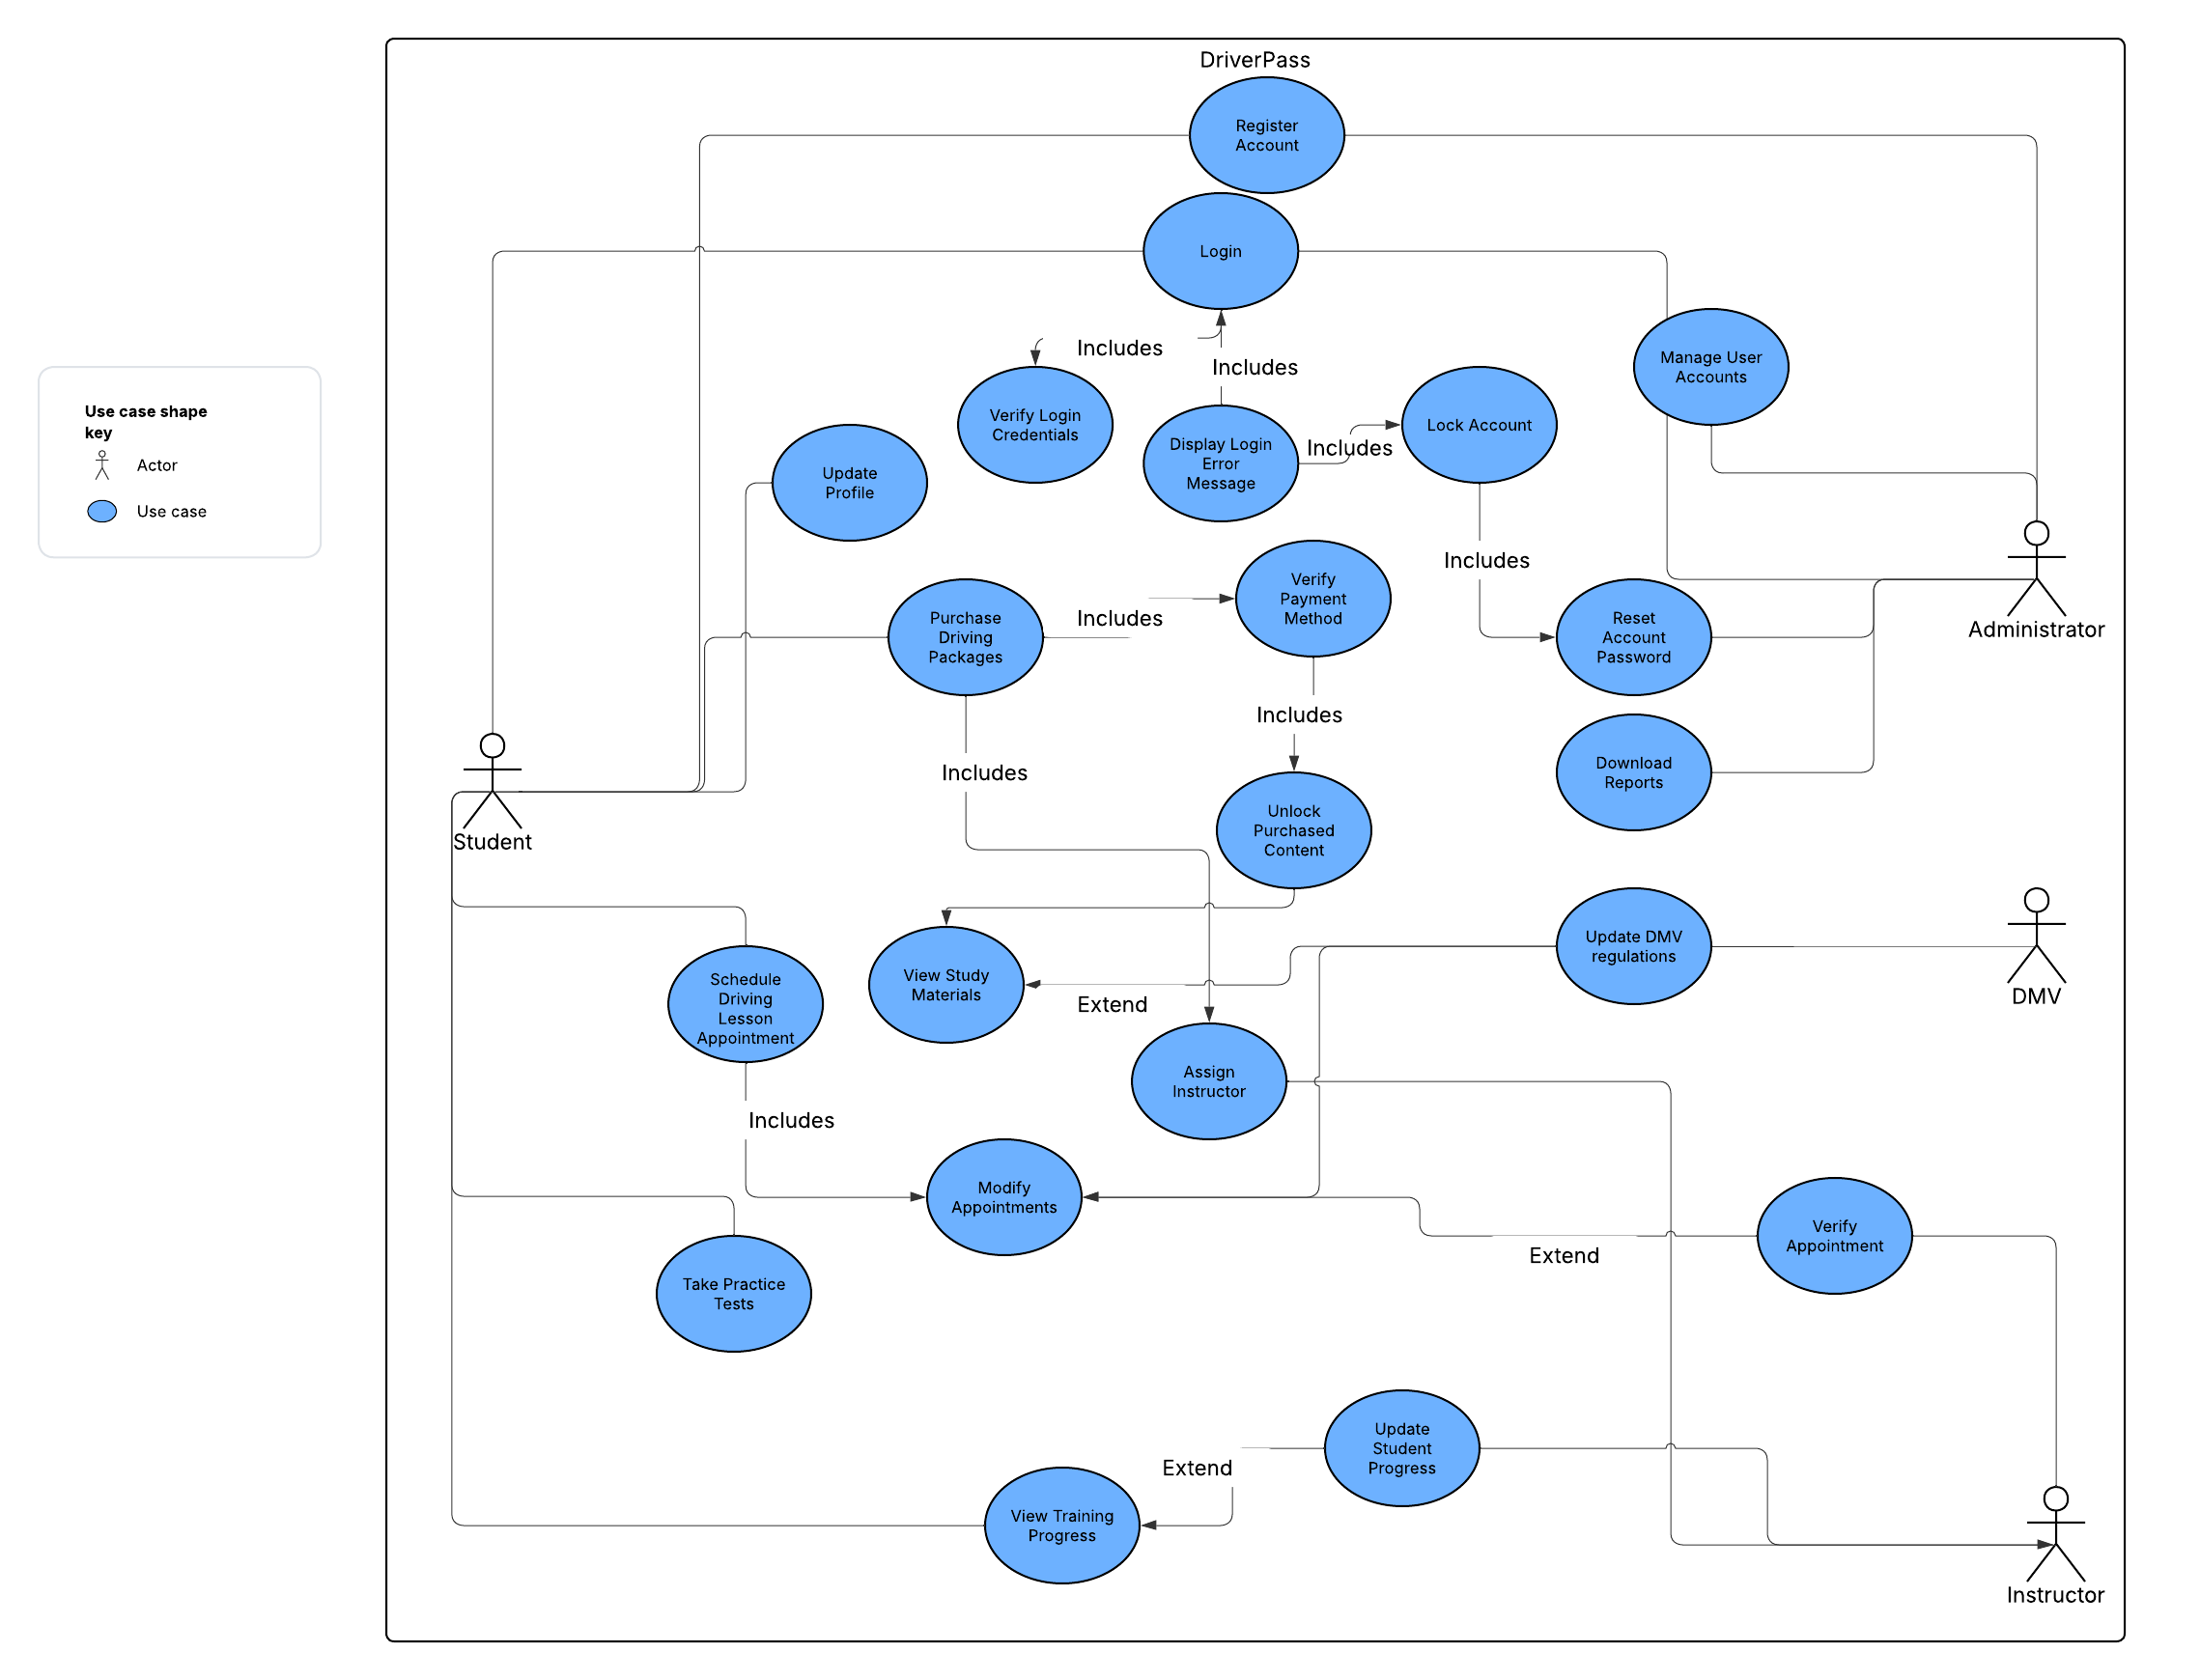 DriverPass
Register
Account
Login
Includes
Includes
Manage User
Accounts
Use case shape
key
Actor
Use case
Verify Login
Credentials
Display Login
Error
Message
Includes
Lock Account
Update
Profile
Includes
Verify
Payment
Method
Purchase
Driving
Packages
Includes
Reset
Account
Password
Administrator
Includes
Includes
Download
Reports
Student
Unlock
Purchased
Content
Update DMV
regulations
DMV
Schedule
Driving
Lesson
Appointment
View Study
Materials
Extend
Assign
Instructor
Includes
Modify
Appointments
Verify
Appointment
Extend
Take Practice
Tests
Update
Student
Progress
Extend
View Training
Progress
Instructor